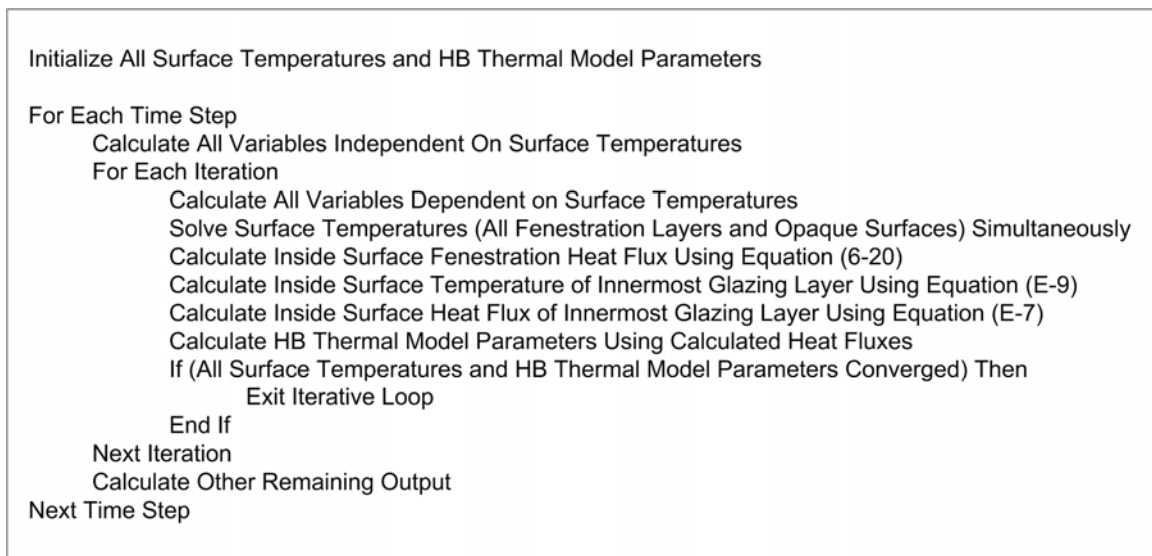 Initialize All Surface Temperatures and HB Thermal Model Parameters
For Each Time Step
Calculate All Variables Independent On Surface Temperatures
For Each Iteration
Calculate All Variables Dependent on Surface Temperatures
Solve Surface Temperatures (All Fenestration Layers and Opaque Surfaces) Simultaneously
Calculate Inside Surface Fenestration Heat Flux Using Equation (6-20)
Calculate Inside Surface Temperature of Innermost Glazing Layer Using Equation (E-9)
Calculate Inside Surface Heat Flux of Innermost Glazing Layer Using Equation (E-7)
Calculate HB Thermal Model Parameters Using Calculated Heat Fluxes
If (All Surface Temperatures and HB Thermal Model Parameters Converged) Then
Exit Iterative Loop
End If
Next Iteration
Calculate Other Remaining Output
Next Time Step